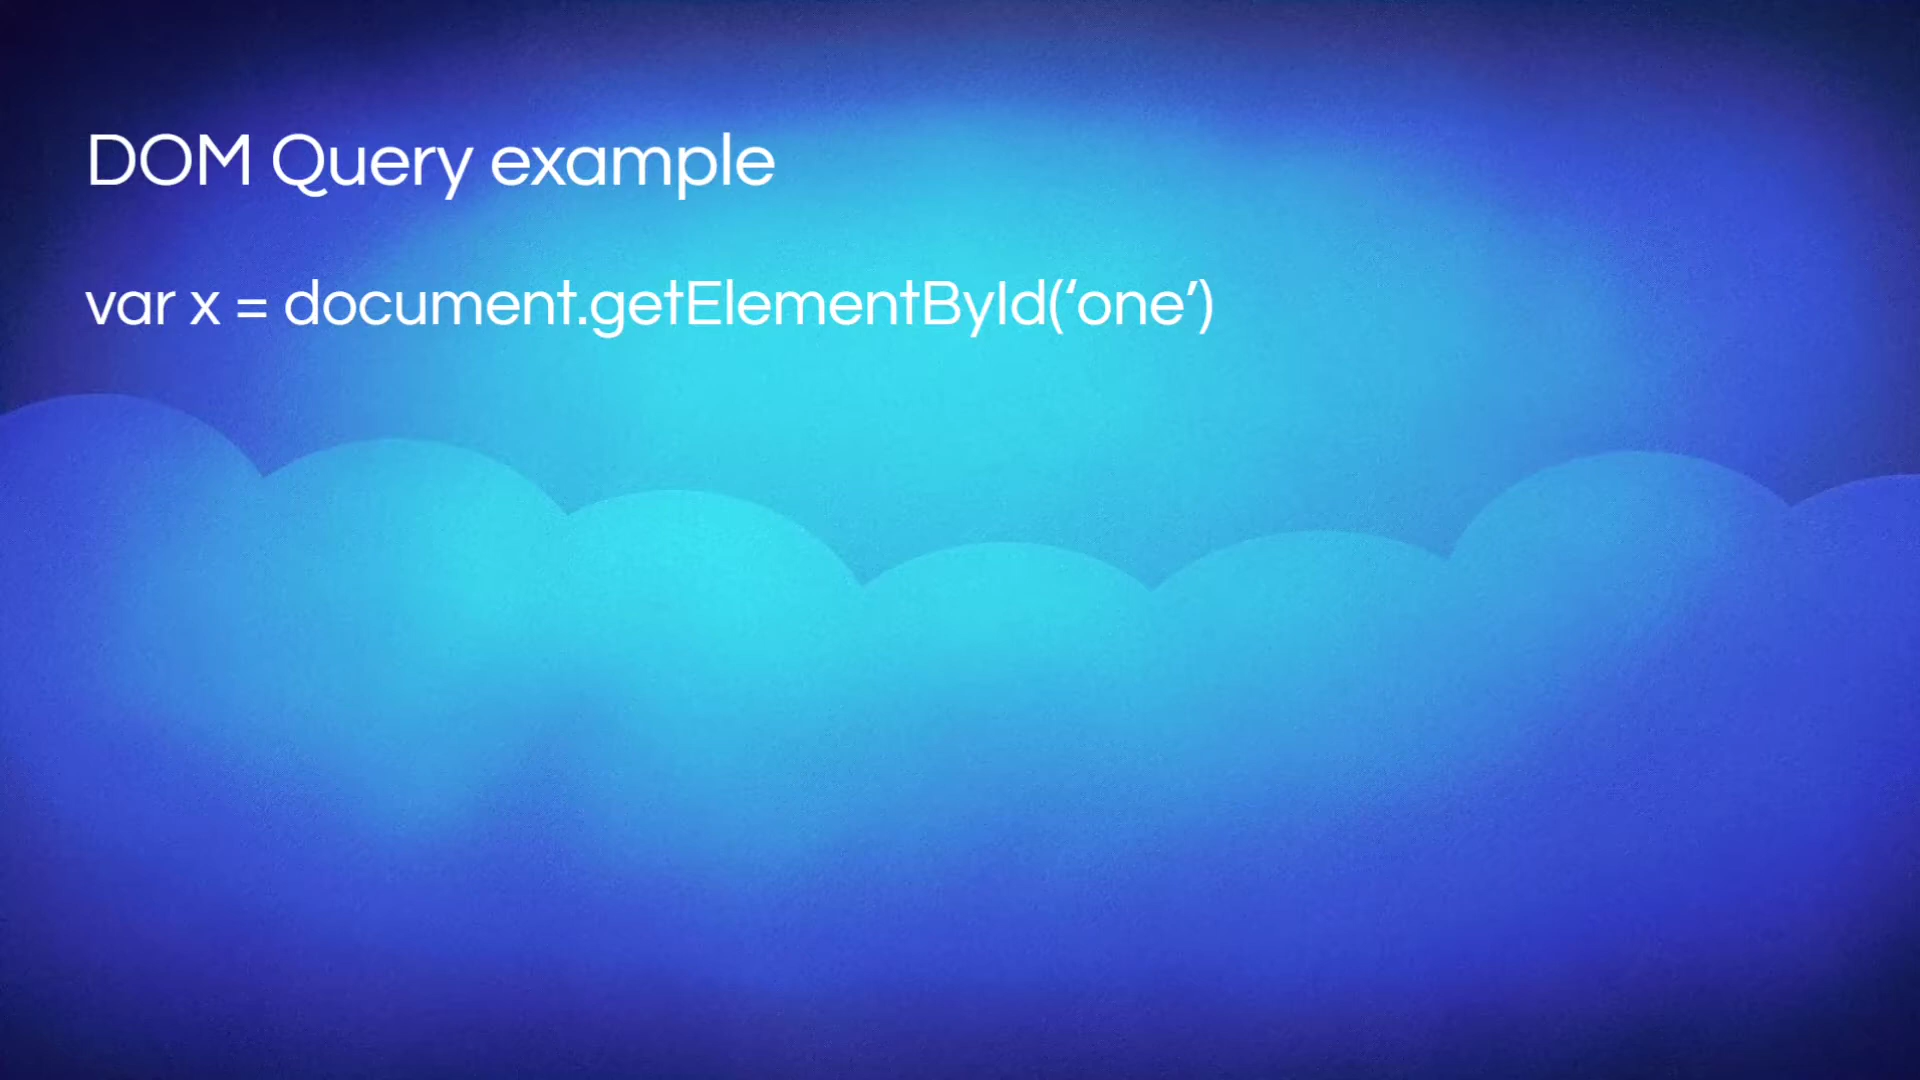 DOM Query example
var x = document.getElementById(‘one’)